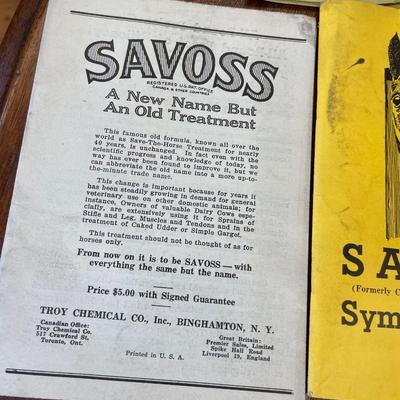 SAVOSS
REGISTERED U.S. PAT. OFFICE
CANADA & OTHER COUNTRIES
A New Name But
An Old Treatment
This famous old formula, known all over the
world as Save-The-Horse Treatment for nearly
40 years, is unchanged. In fact even with the
scientific progress and knowledge of today, no
way has ever been found to improve it, but we
can abbreviate the old name into a more up-to-
the-minute trade name.
This change is important because for years it
has been steadily growing in demand for general
veterinary use on other domestic animals; for
instance, Owners of valuable Dairy Cows espe-
cially, are extensively using it for Sprains of
Stifle and Leg, Muscles and Tendons and in the
treatment of Caked Udder or Simple Garget.
This treatment should not be thought of as for
horses only.
From now on it is to be SAVOSS—with
everything the same but the name.
Price $5.00 with Signed Guarantee
TROY CHEMICAL CO., Inc., BINGHAMTON, N. Y.
Canadian Office:
Troy Chemical Co.
517 Crawford St.
Toronto, Ont.
Great Britain:
Premier Sales, Limited
Spike Hall Road
Liverpool 19, England
Printed in U. S. A.
SA
(Formerly C
Sym